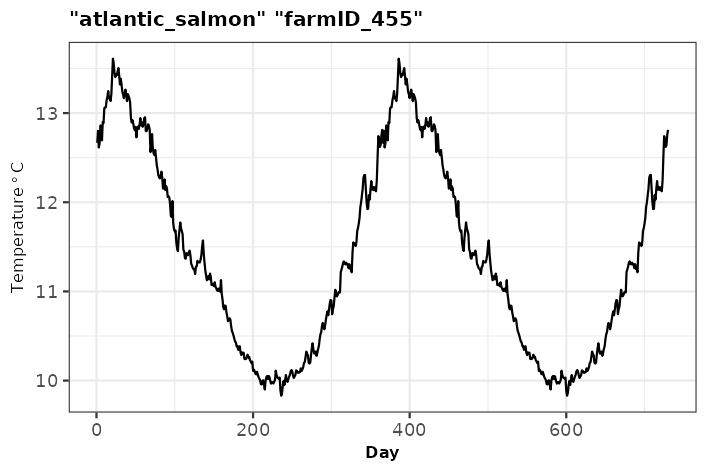 "atlantic_salmon" "farmID_455"
Temperature ° C
13
12
11
10
0 200 400 600
Day